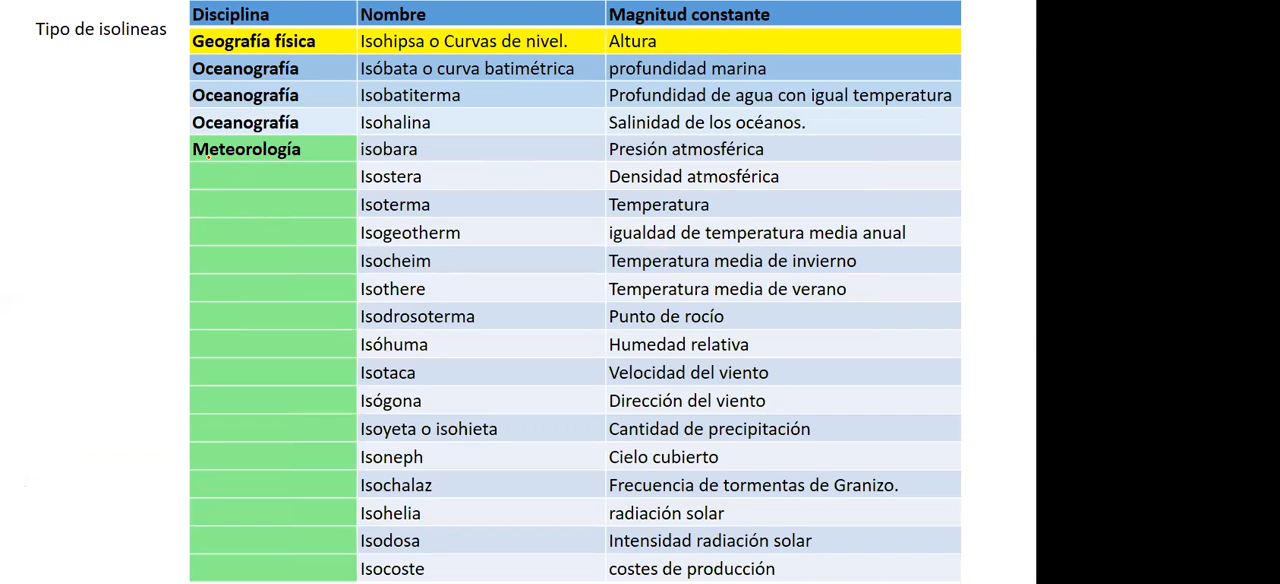 Tipo de isolineas
Disciplina Nombre Magnitud constante
Geografía física Isohipsa o Curvas de nivel. Altura
Oceanografía Isóbata o curva batimétrica profundidad marina
Oceanografía Isobatiterma Profundidad de agua con igual temperatura
Oceanografía Isohalina Salinidad de los océanos.
Meteorología isobara Presión atmosférica
Isostera Densidad atmosférica
Isoterma Temperatura
Isogeotherm igualdad de temperatura media anual
Isocheim Temperatura media de invierno
Isothere Temperatura media de verano
Isodrosoterma Punto de rocío
Isóhuma Humedad relativa
Isotaca Velocidad del viento
Isógona Dirección del viento
Isoyeta o isohieta Cantidad de precipitación
Isoneph Cielo cubierto
Isochalaz Frecuencia de tormentas de Granizo.
Isohelia radiación solar
Isodosa Intensidad radiación solar
Isocoste costes de producción